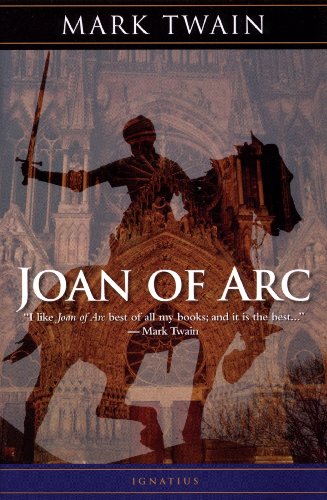 MARK TWAIN
JOAN OF ARC
“I like Joan of Arc best of all my books; and it is the best...”
— Mark Twain
IGNATIUS